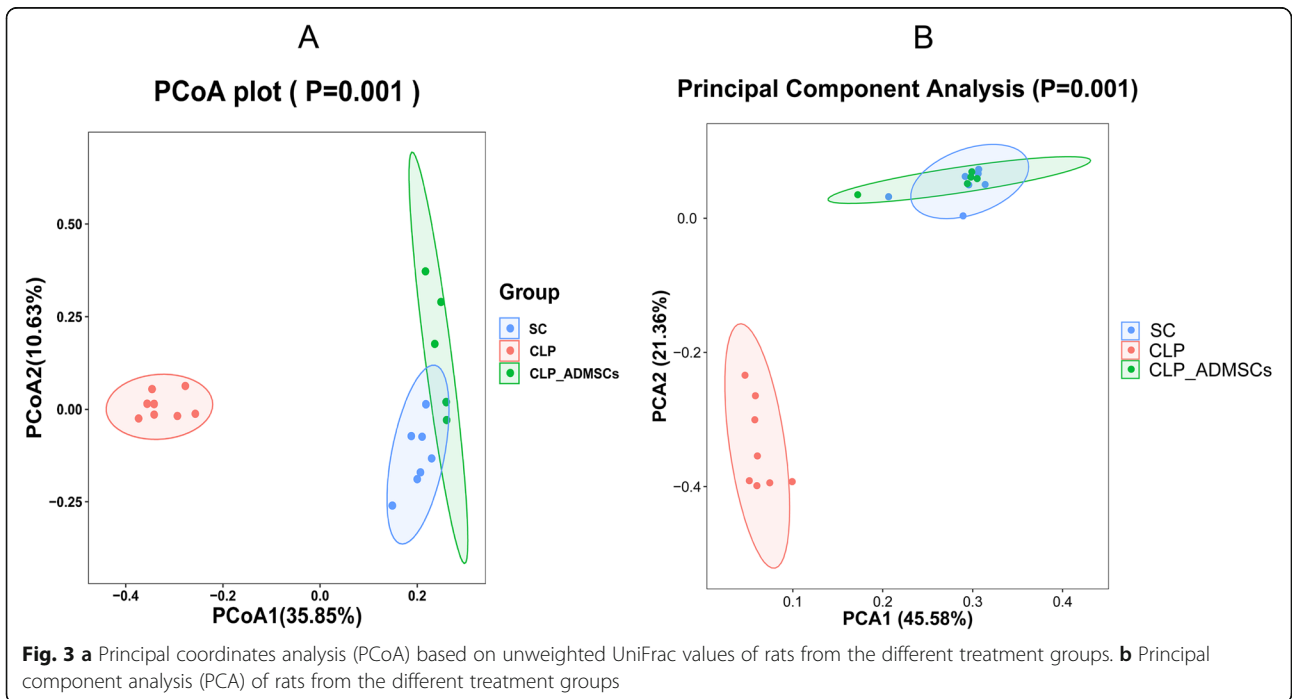 A
PCoA plot ( P=0.001 )
0.50
0.25
0.00
−0.25
PCoA2(10.63%)
−0.4
−0.2
0.0
0.2
PCoA1(35.85%)
Group
SC
CLP
CLP_ADMSCs
B
Principal Component Analysis (P=0.001)
0.0
−0.2
−0.4
PCA2 (21.36%)
0.1
0.2
0.3
0.4
PCA1 (45.58%)
SC
CLP
CLP_ADMSCs
Fig. 3 a Principal coordinates analysis (PCoA) based on unweighted UniFrac values of rats from the different treatment groups. b Principal
component analysis (PCA) of rats from the different treatment groups